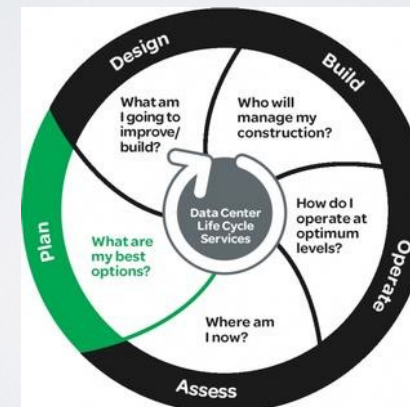 Design
What am
I going to
improve/
build?
Build
Who will
manage my
construction?
Operate
How do I
operate at
optimum
levels?
Assess
Where am
I now?
Plan
What are
my best
options?
Data Center
Life Cycle
Services